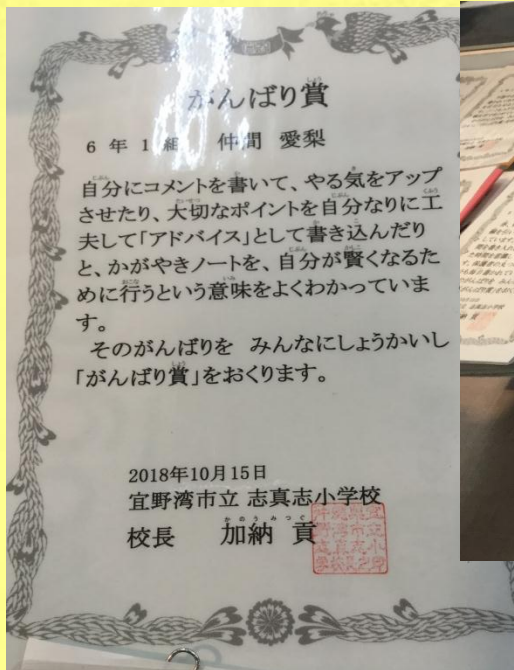 がんばり賞
6年1組 仲間 愛梨
自分にコメントを書いて、やる気をアップ
させたり、大切なポイントを自分なりに工
夫して「アドバイス」として書き込んだり
と、かがやきノートを、自分が賢くなるた
めに行うという意味をよくわかっていま
す。
そのがんばりを みんなにしょうかいし
「がんばり賞」をおくります。
2018年10月15日
宜野湾市立 志真志小学校
校長 加納 貢